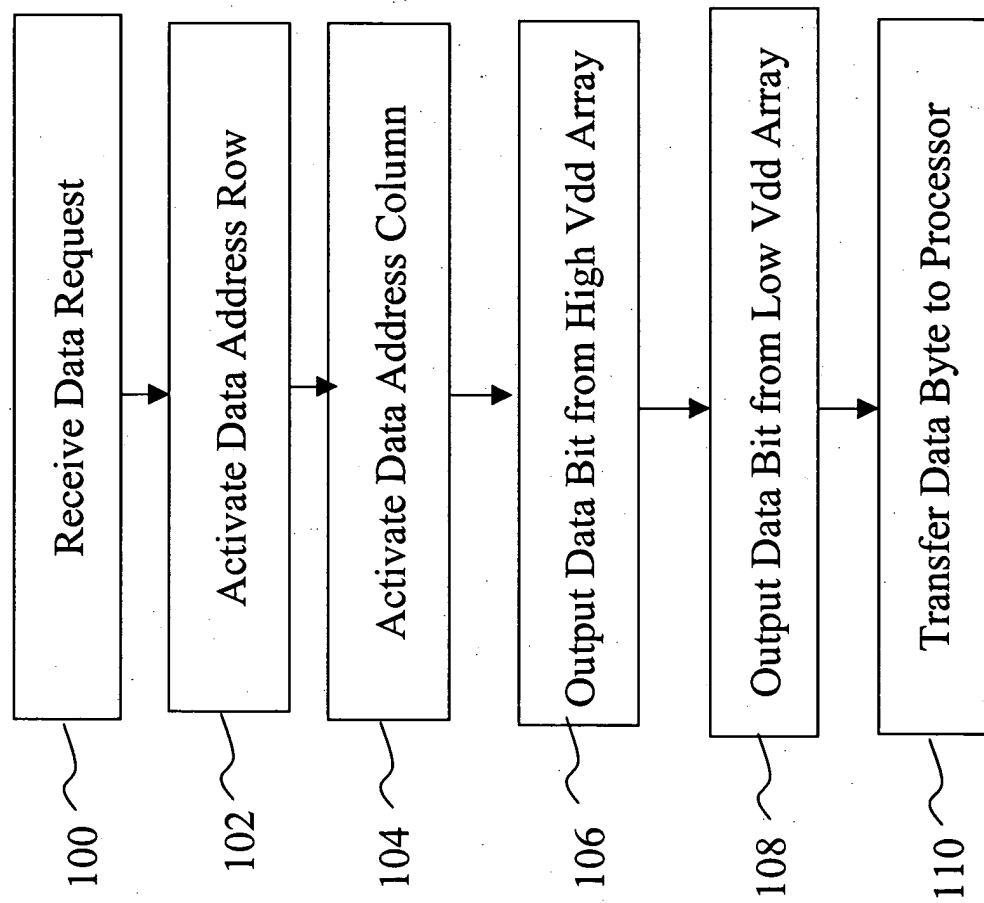 100
Receive Data Request
102
Activate Data Address Row
104
Activate Data Address Column
106
Output Data Bit from High Vdd Array
108
Output Data Bit from Low Vdd Array
110
Transfer Data Byte to Processor